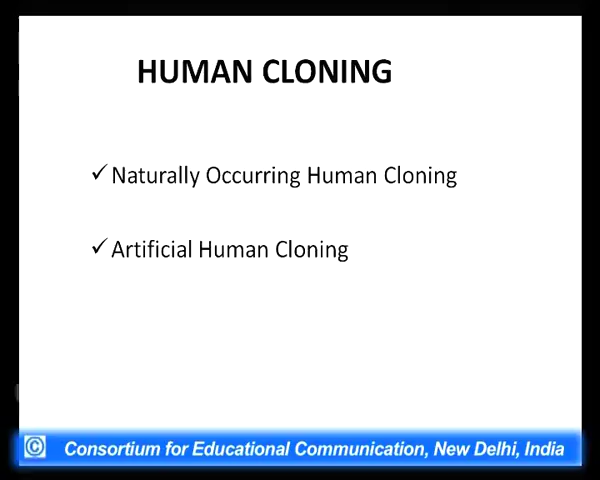 HUMAN CLONING
✓ Naturally Occurring Human Cloning
✓ Artificial Human Cloning
© Consortium for Educational Communication, New Delhi, India